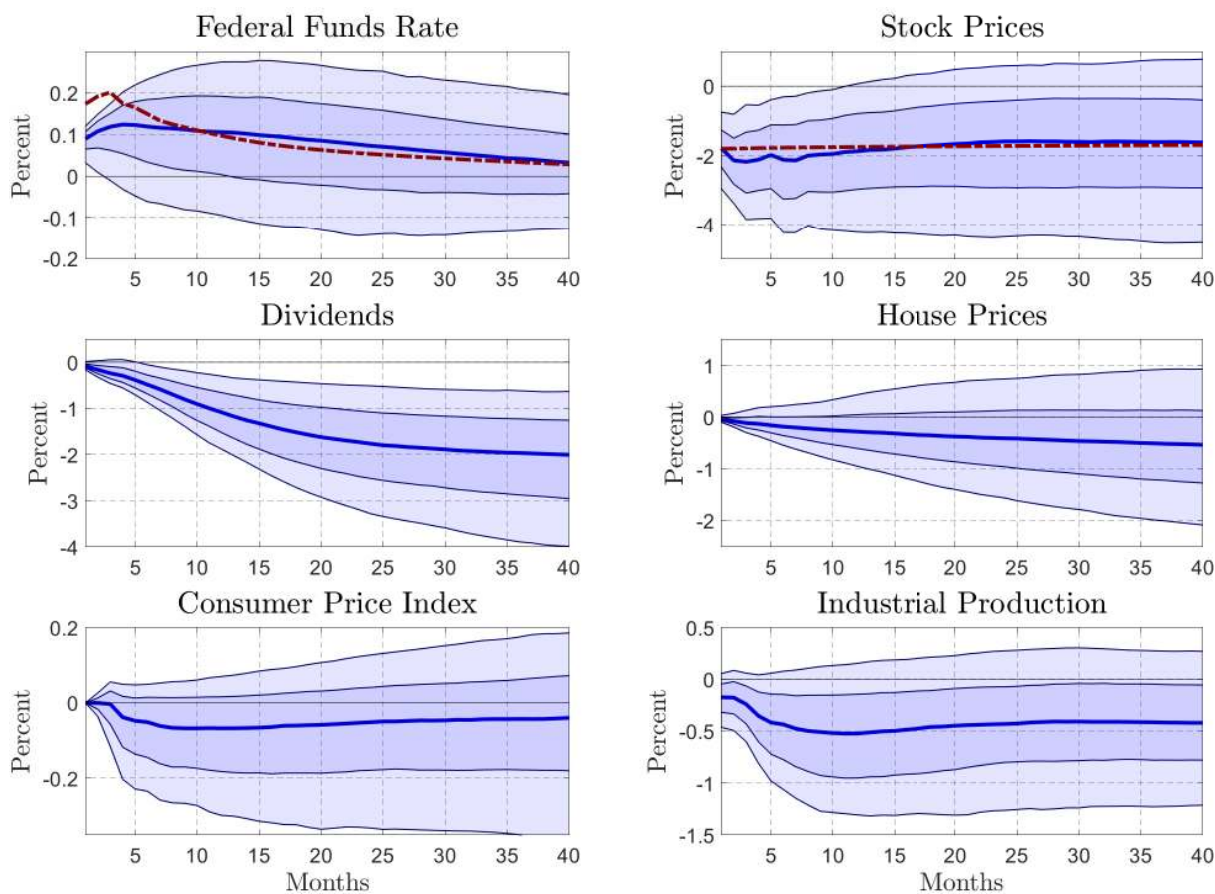 Federal Funds Rate
Percent
0.2
0.1
0
-0.1
-0.2
5 10 15 20 25 30 35 40
Stock Prices
Percent
0
-2
-4
5 10 15 20 25 30 35 40
Dividends
Percent
0
-1
-2
-3
-4
5 10 15 20 25 30 35 40
House Prices
Percent
1
0
-1
-2
5 10 15 20 25 30 35 40
Consumer Price Index
Percent
0.2
0
-0.2
5 10 15 20 25 30 35 40
Months
Industrial Production
Percent
0.5
0
-0.5
-1
-1.5
5 10 15 20 25 30 35 40
Months